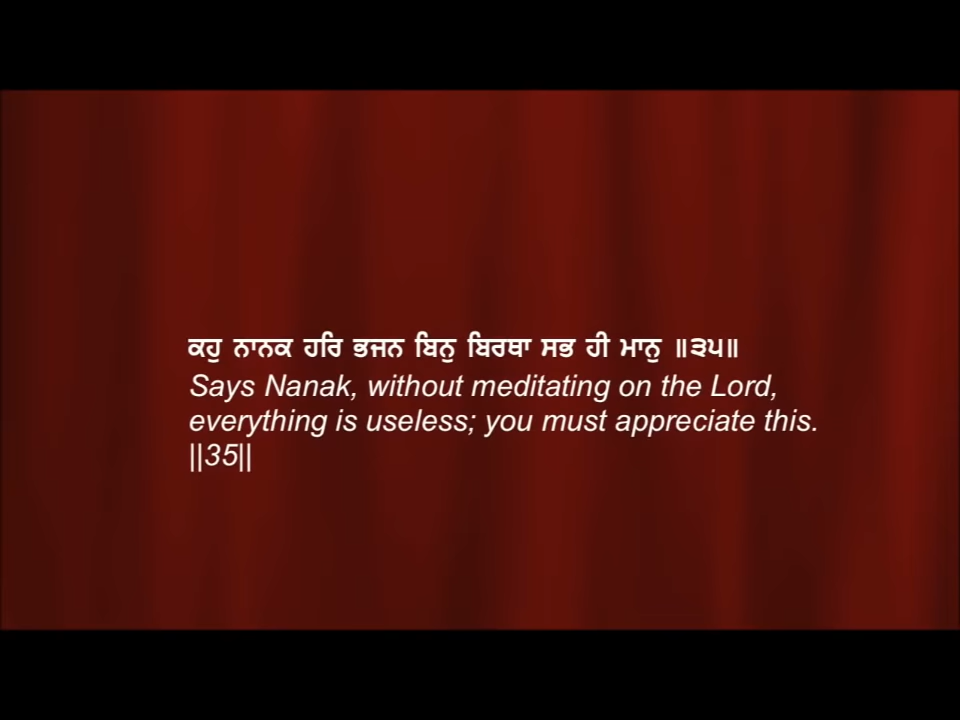 ਕਹੁ ਨਾਨਕ ਹਰਿ ਭਜਨ ਬਿਨੁ ਬਿਰਥਾ ਸਭ ਹੀ ਮਾਨੁ ॥੩੫॥
Says Nanak, without meditating on the Lord,
everything is useless; you must appreciate this.
||35||